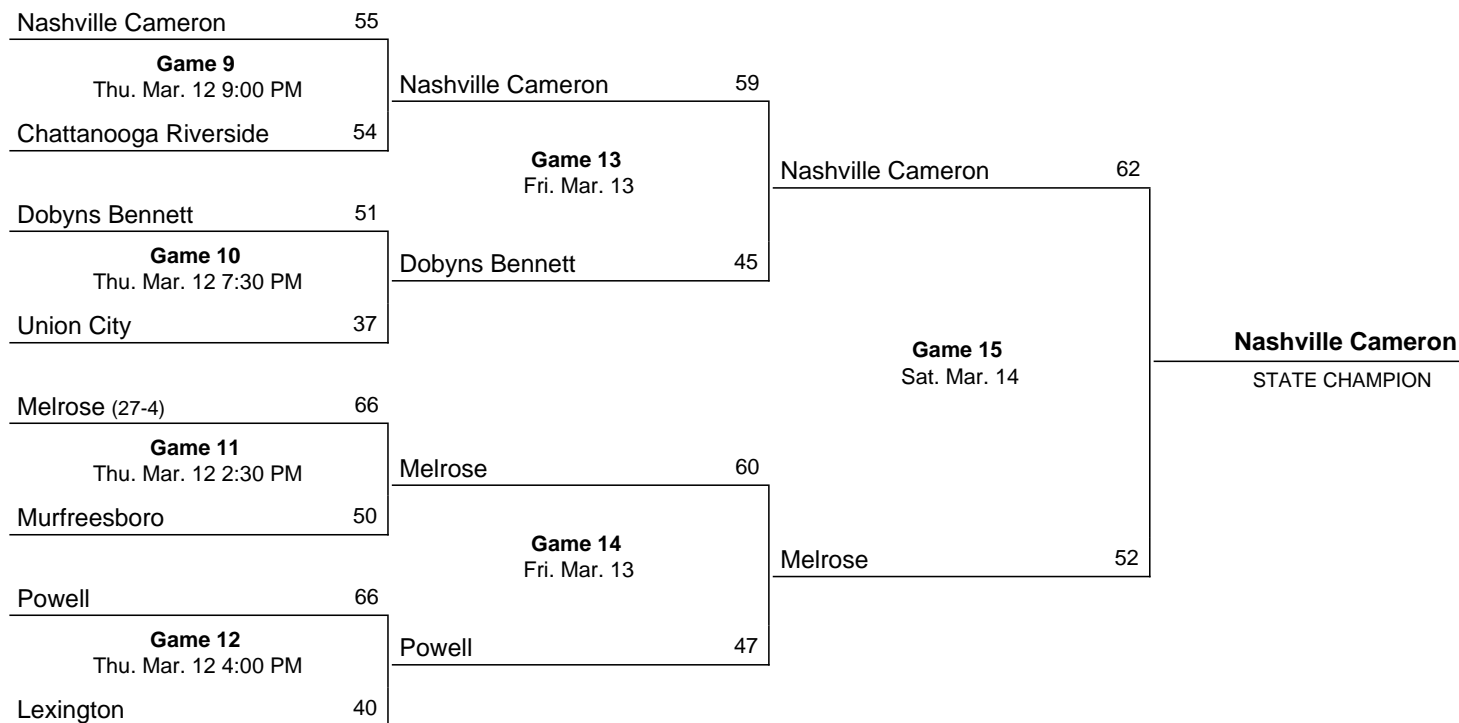 Nashville Cameron 55
Game 9
Thu. Mar. 12 9:00 PM
Chattanooga Riverside 54
Dobyns Bennett 51
Game 10
Thu. Mar. 12 7:30 PM
Union City 37
Melrose (27-4) 66
Game 11
Thu. Mar. 12 2:30 PM
Murfreesboro 50
Powell 66
Game 12
Thu. Mar. 12 4:00 PM
Lexington 40
Nashville Cameron 59
Game 13
Fri. Mar. 13
Dobyns Bennett 45
Melrose 60
Game 14
Fri. Mar. 13
Powell 47
Nashville Cameron 62
Game 15
Sat. Mar. 14
Melrose 52
Nashville Cameron
STATE CHAMPION